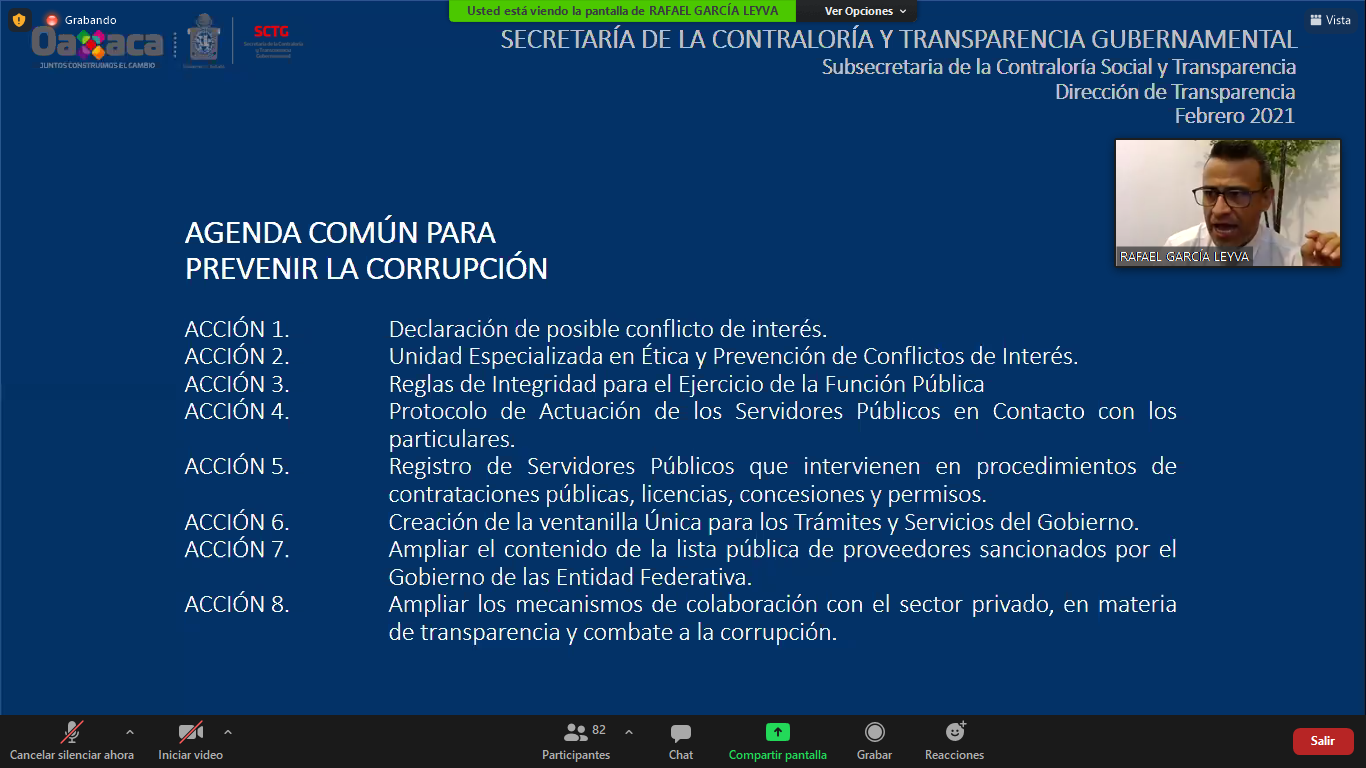 Grabando
Usted está viendo la pantalla de RAFAEL GARCÍA LEYVA
Ver Opciones
Vista
Oaxaca
JUNTOS CONSTRUIMOS EL CAMBIO
SCTG
Secretaría de la Contraloría
y Transparencia
Gubernamental
SECRETARÍA DE LA CONTRALORÍA Y TRANSPARENCIA GUBERNAMENTAL
Subsecretaria de la Contraloría Social y Transparencia
Dirección de Transparencia
Febrero 2021
RAFAEL GARCÍA LEYVA
AGENDA COMÚN PARA
PREVENIR LA CORRUPCIÓN
ACCIÓN 1. Declaración de posible conflicto de interés.
ACCIÓN 2. Unidad Especializada en Ética y Prevención de Conflictos de Interés.
ACCIÓN 3. Reglas de Integridad para el Ejercicio de la Función Pública
ACCIÓN 4. Protocolo de Actuación de los Servidores Públicos en Contacto con los
particulares.
ACCIÓN 5. Registro de Servidores Públicos que intervienen en procedimientos de
contrataciones públicas, licencias, concesiones y permisos.
ACCIÓN 6. Creación de la ventanilla Única para los Trámites y Servicios del Gobierno.
ACCIÓN 7. Ampliar el contenido de la lista pública de proveedores sancionados por el
Gobierno de las Entidad Federativa.
ACCIÓN 8. Ampliar los mecanismos de colaboración con el sector privado, en materia
de transparencia y combate a la corrupción.
Cancelar silenciar ahora
Iniciar video
82
Participantes
Chat
Compartir pantalla
Grabar
Reacciones
Salir